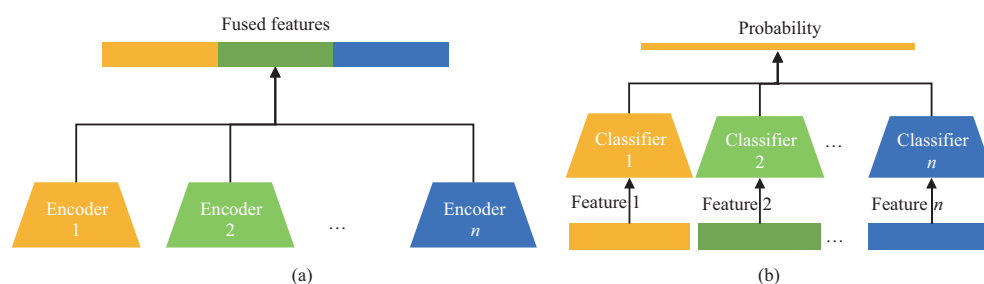 Fused features
Encoder
1
Encoder
2
...
Encoder
n
(a)
Probability
Classifier
1
Classifier
2
...
Classifier
n
Feature 1
Feature 2
Feature n
...
(b)